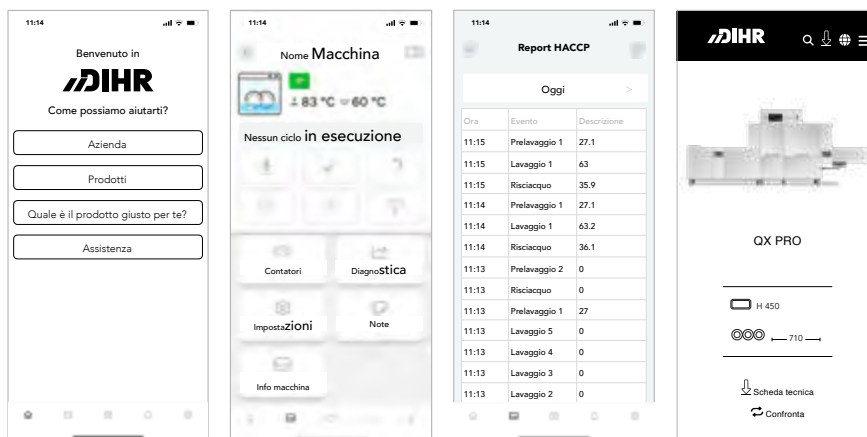 11:14
Benvenuto in
DIHR
Come possiamo aiutarti?
Azienda
Prodotti
Quale è il prodotto giusto per te?
Assistenza
11:14
Nome Macchina
83 °C 60 °C
Nessun ciclo in esecuzione
Contatori Diagnostica
Impostazioni Note
Info macchina
11:14
Report HACCP
Oggi >
Ora Evento Descrizione
11:15 Prelavaggio 1 27.1
11:15 Lavaggio 1 63
11:15 Risciacquo 35.9
11:14 Prelavaggio 1 27.1
11:14 Lavaggio 1 63.2
11:14 Risciacquo 36.1
11:13 Prelavaggio 2 0
11:13 Risciacquo 0
11:13 Prelavaggio 1 27
11:13 Lavaggio 5 0
11:13 Lavaggio 4 0
11:13 Lavaggio 3 0
11:13 Lavaggio 2 0
DIHR
QX PRO
H 450
710
Scheda tecnica
Confronta